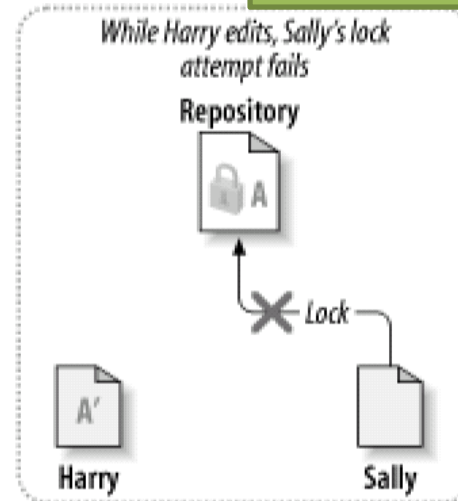 While Harry edits, Sally's lock
attempt fails
Repository
A
Lock
A′
Harry
Sally